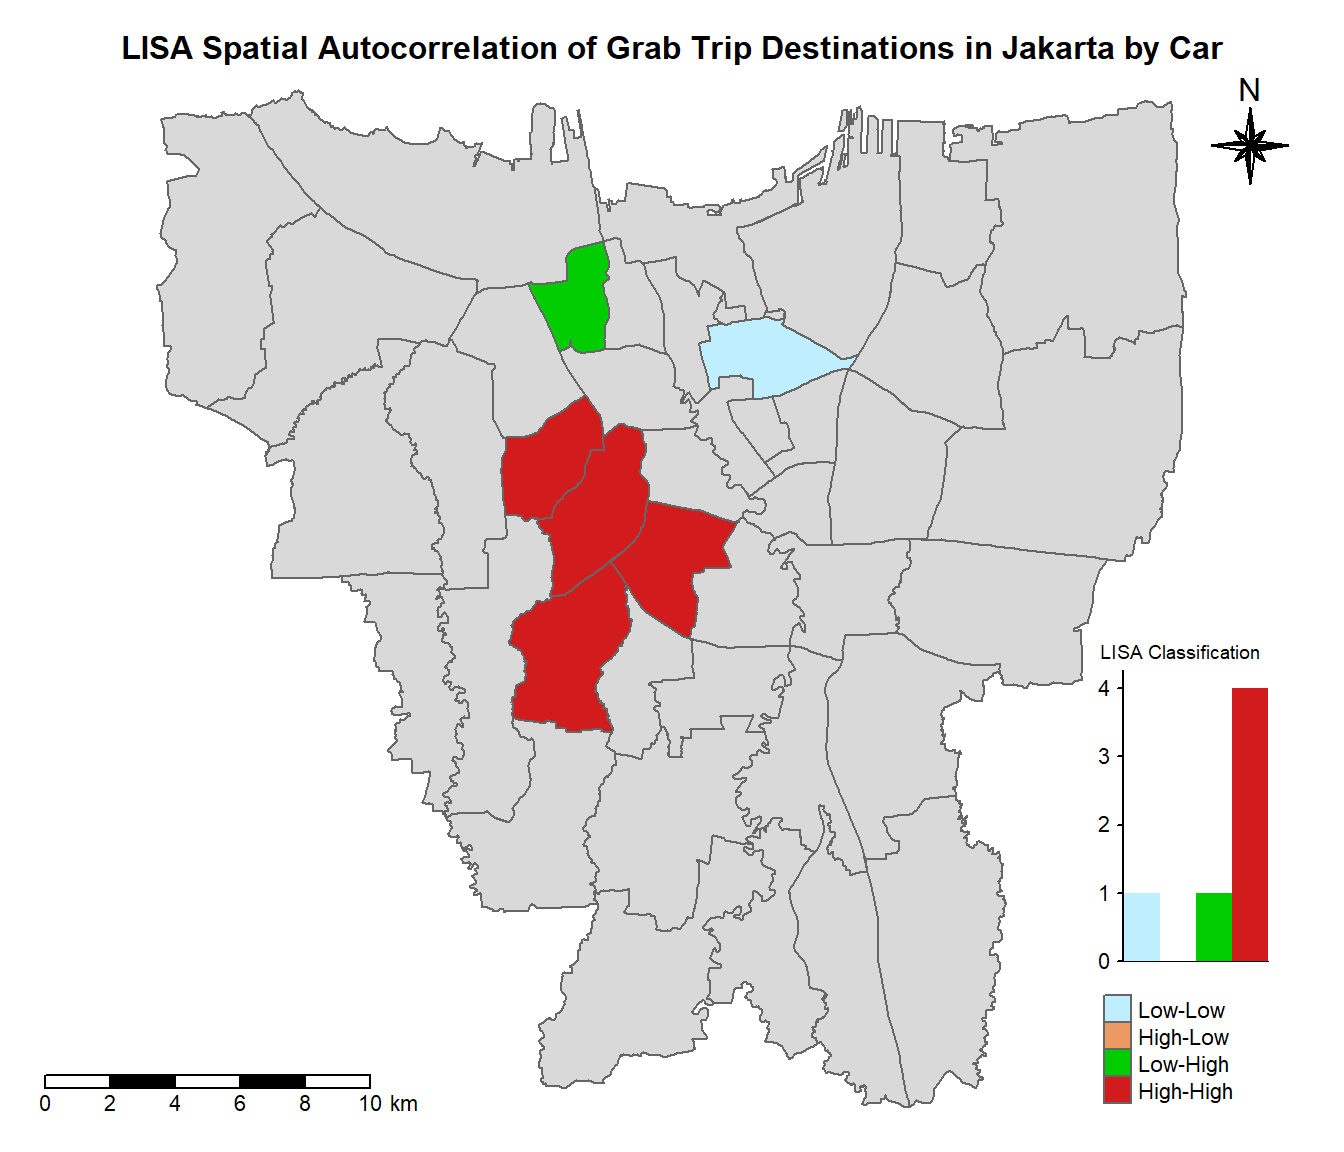 LISA Spatial Autocorrelation of Grab Trip Destinations in Jakarta by Car
N
LISA Classification
4
3
2
1
0
Low-Low
High-Low
Low-High
High-High
0 2 4 6 8 10 km